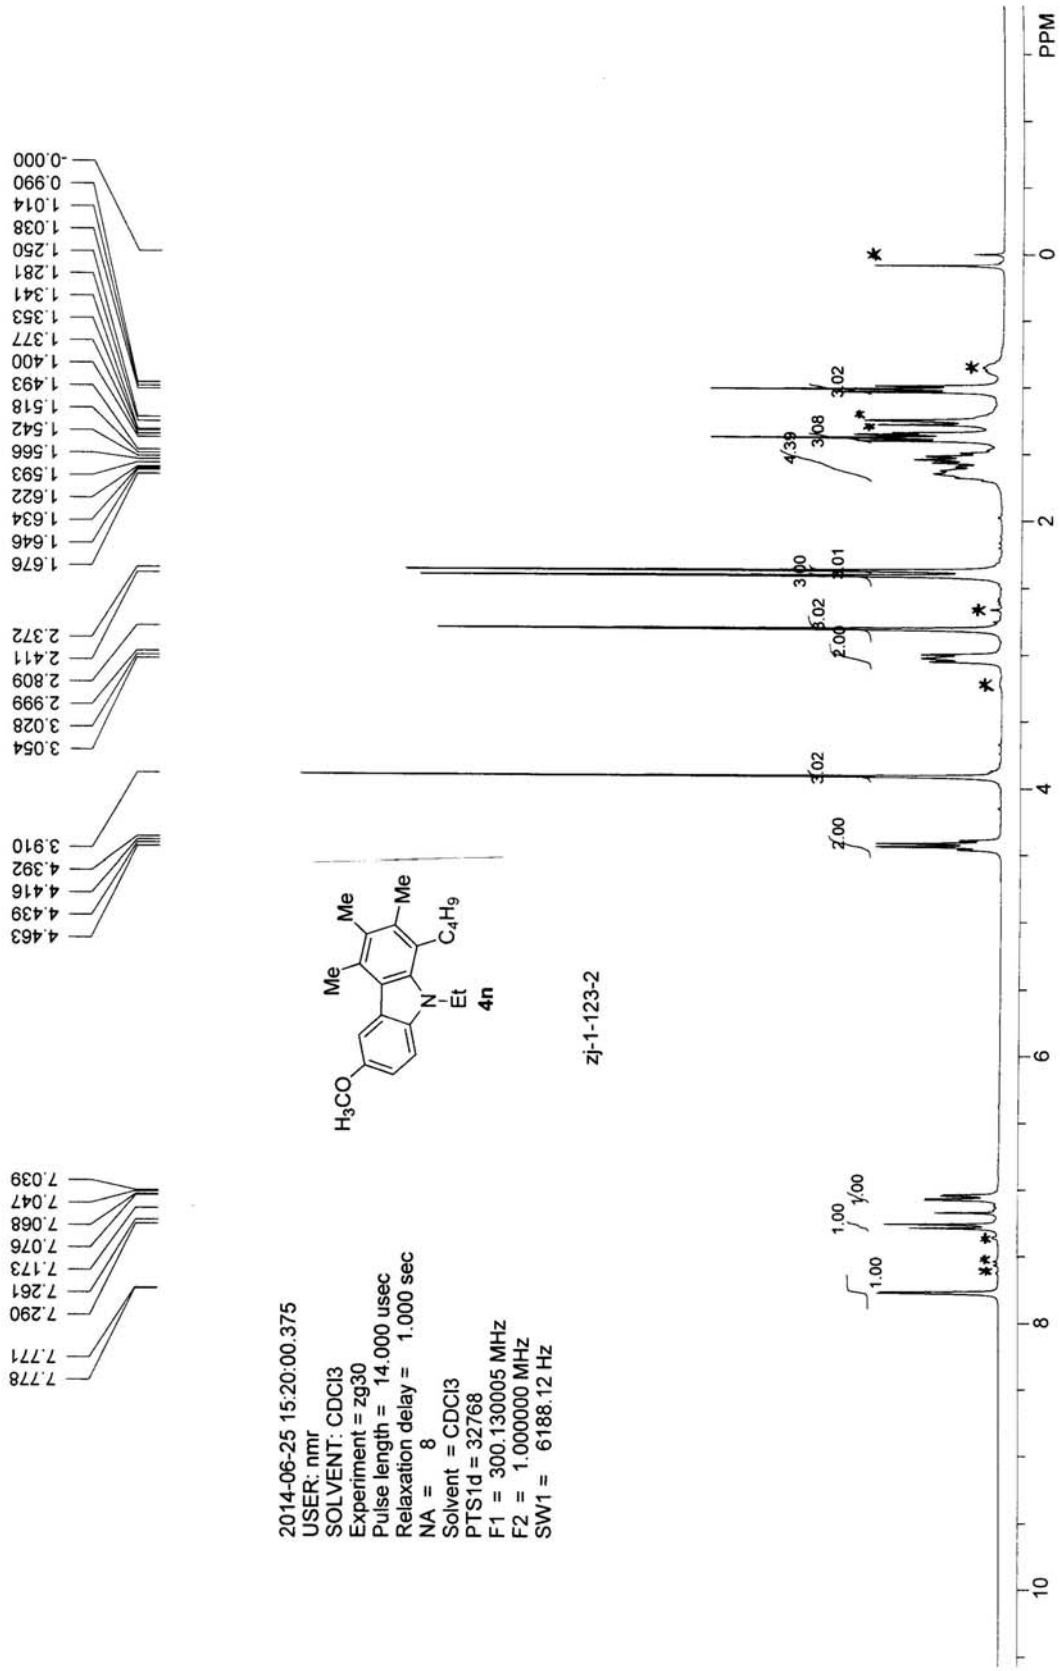 7.778
7.771
7.290
7.261
7.173
7.076
7.068
7.047
7.039
4.463
4.439
4.416
4.392
3.910
3.054
3.028
2.999
2.809
2.411
2.372
1.676
1.646
1.634
1.622
1.593
1.566
1.542
1.518
1.493
1.400
1.377
1.353
1.341
1.281
1.250
1.038
1.014
0.990
-0.000
2014-06-25 15:20:00.375
USER: nmr
SOLVENT: CDCl3
Experiment = zg30
Pulse length = 14.000 usec
Relaxation delay = 1.000 sec
NA = 8
Solvent = CDCl3
PTS1d = 32768
F1 = 300.130005 MHz
F2 = 1.000000 MHz
SW1 = 6188.12 Hz
H3CO
Me
Me
Me
C4H9
N
Et
4n
zj-1-123-2
1.00
1.00
1.00
2.00
3.02
2.00
3.02
3.00
3.01
4.39
3.08
3.02
* * *
*
*
* *
*
*
10
8
6
4
2
0
PPM